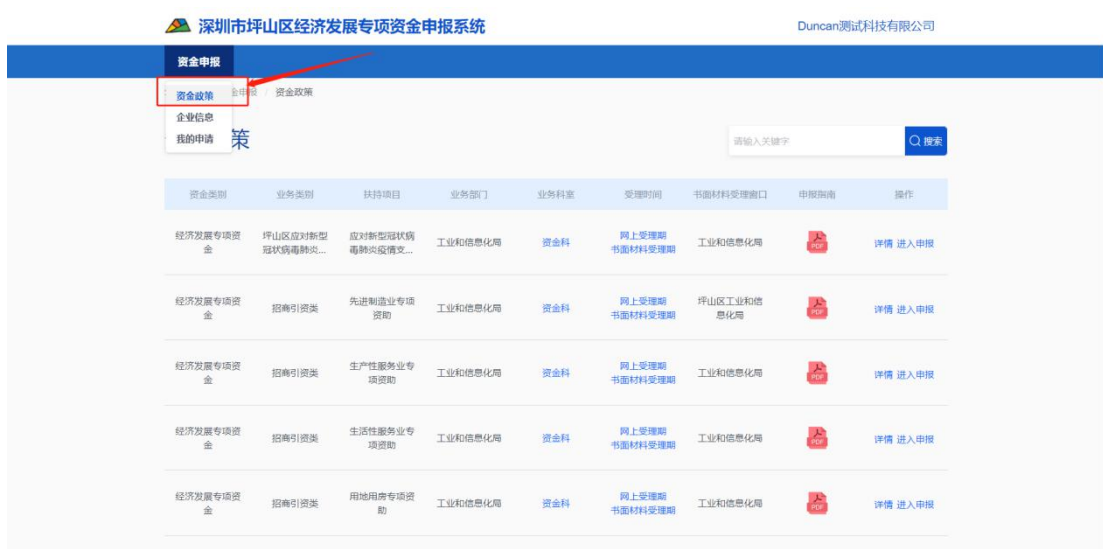 深圳市坪山区经济发展专项资金申报系统
Duncan测试科技有限公司
资金申报
资金政策 金申报 资金政策
企业信息
我的申请 策
请输入关键字 搜索
资金类别 业务类别 扶持项目 业务部门 业务科室 受理时间 书面材料受理窗口 申报指南 操作
经济发展专项资 坪山区应对新型 应对新型冠状病 网上受理期
金 冠状病毒肺炎... 毒肺炎疫情支... 工业和信息化局 资金科 书面材料受理期 工业和信息化局 PDF 详情 进入申报
经济发展专项资 先进制造业专项 网上受理期 坪山区工业和信
金 招商引资类 资助 工业和信息化局 资金科 书面材料受理期 息化局 PDF 详情 进入申报
经济发展专项资 生产性服务业专 网上受理期
金 招商引资类 项资助 工业和信息化局 资金科 书面材料受理期 工业和信息化局 PDF 详情 进入申报
经济发展专项资 生活性服务业专 网上受理期
金 招商引资类 项资助 工业和信息化局 资金科 书面材料受理期 工业和信息化局 PDF 详情 进入申报
经济发展专项资 用地用房专项资 网上受理期
金 招商引资类 助 工业和信息化局 资金科 书面材料受理期 工业和信息化局 PDF 详情 进入申报